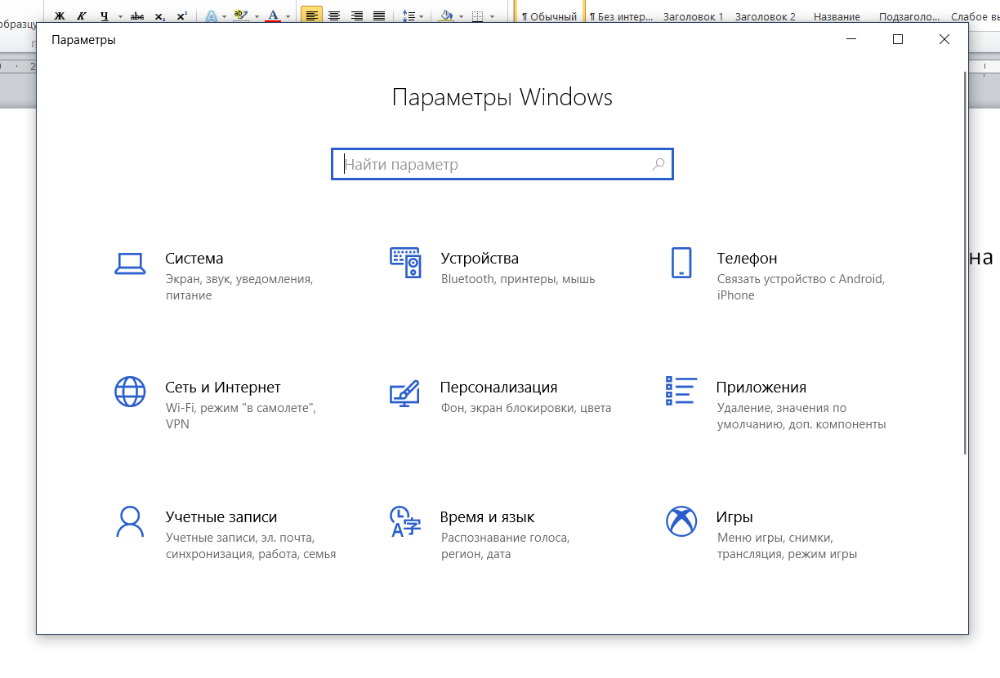 Ж К Ч abc x₂ x² A ab A
¶ Обычный ¶ Без интер... Заголовок 1 Заголовок 2 Название Подзаголо... Слабое
образцу
Параметры
Параметры Windows
Найти параметр
Система
Экран, звук, уведомления,
питание
Устройства
Bluetooth, принтеры, мышь
Телефон
Связать устройство с Android,
iPhone
на
Сеть и Интернет
Wi-Fi, режим "в самолете",
VPN
Персонализация
Фон, экран блокировки, цвета
Приложения
Удаление, значения по
умолчанию, доп. компоненты
Учетные записи
Учетные записи, эл. почта,
синхронизация, работа, семья
Время и язык
Распознавание голоса,
регион, дата
Игры
Меню игры, снимки,
трансляция, режим игры